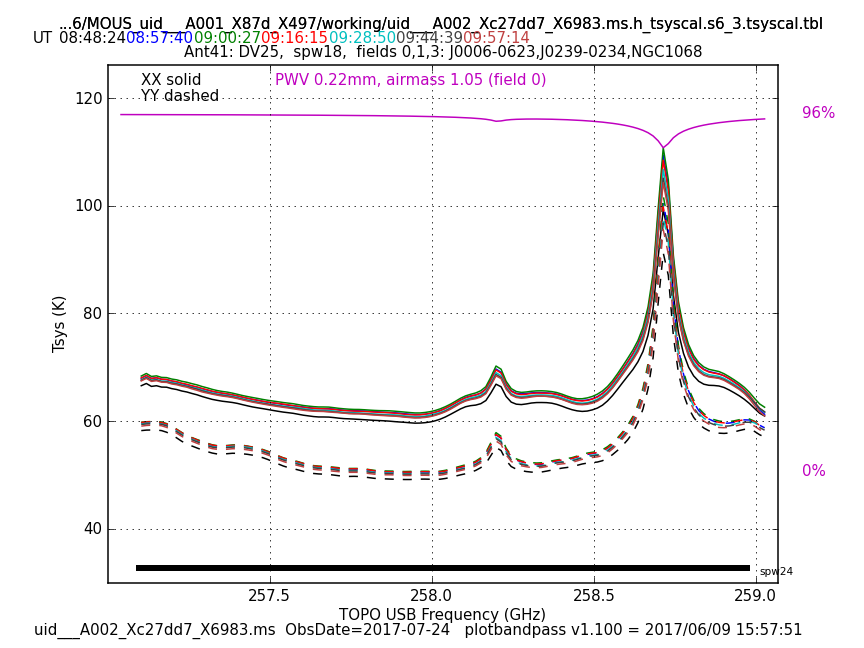 ...6/MOUS_uid___A001_X87d_X497/working/uid___A002_Xc27dd7_X6983.ms.h_tsyscal.s6_3.tsyscal.tbl
UT 08:48:24 08:57:40 09:00:27 09:16:15 09:28:50 09:44:39 09:57:14
Ant41: DV25, spw18, fields 0,1,3: J0006-0623,J0239-0234,NGC1068
XX solid
PWV 0.22mm, airmass 1.05 (field 0)
YY dashed
120
96%
100
80
Tsys (K)
60
0%
40
spw24
257.5
258.0
258.5
259.0
TOPO USB Frequency (GHz)
uid___A002_Xc27dd7_X6983.ms ObsDate=2017-07-24 plotbandpass v1.100 = 2017/06/09 15:57:51